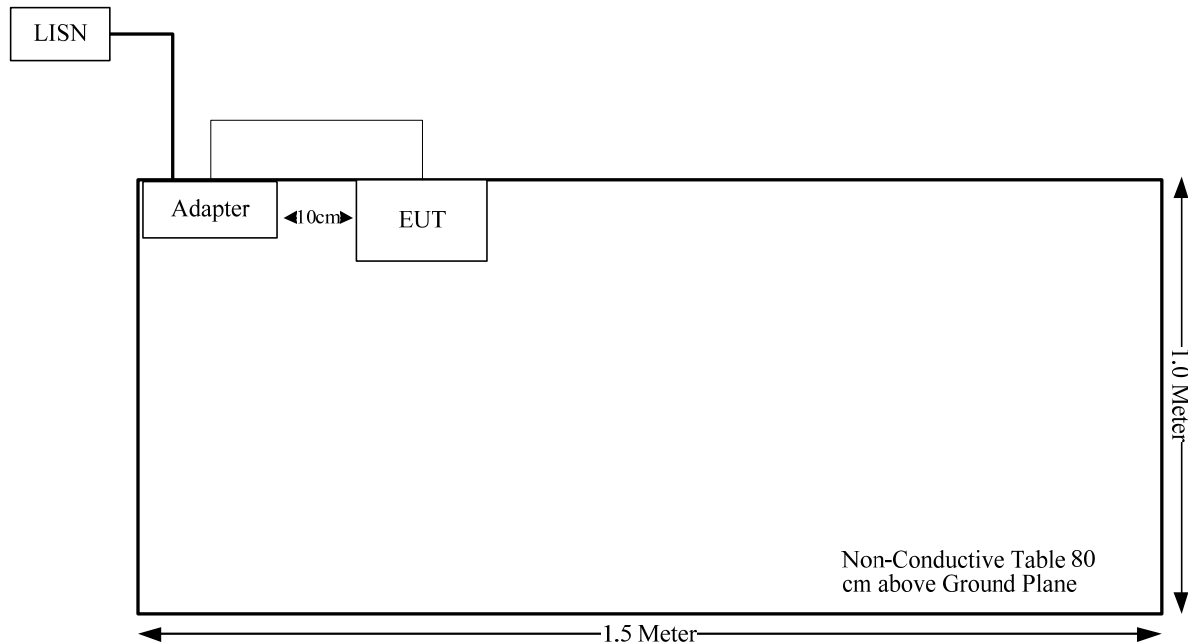 LISN
Adapter
10cm
EUT
1.0 Meter
Non-Conductive Table 80
cm above Ground Plane
1.5 Meter